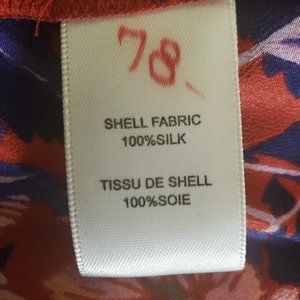 78
SHELL FABRIC
100%SILK
TISSU DE SHELL
100%SOIE